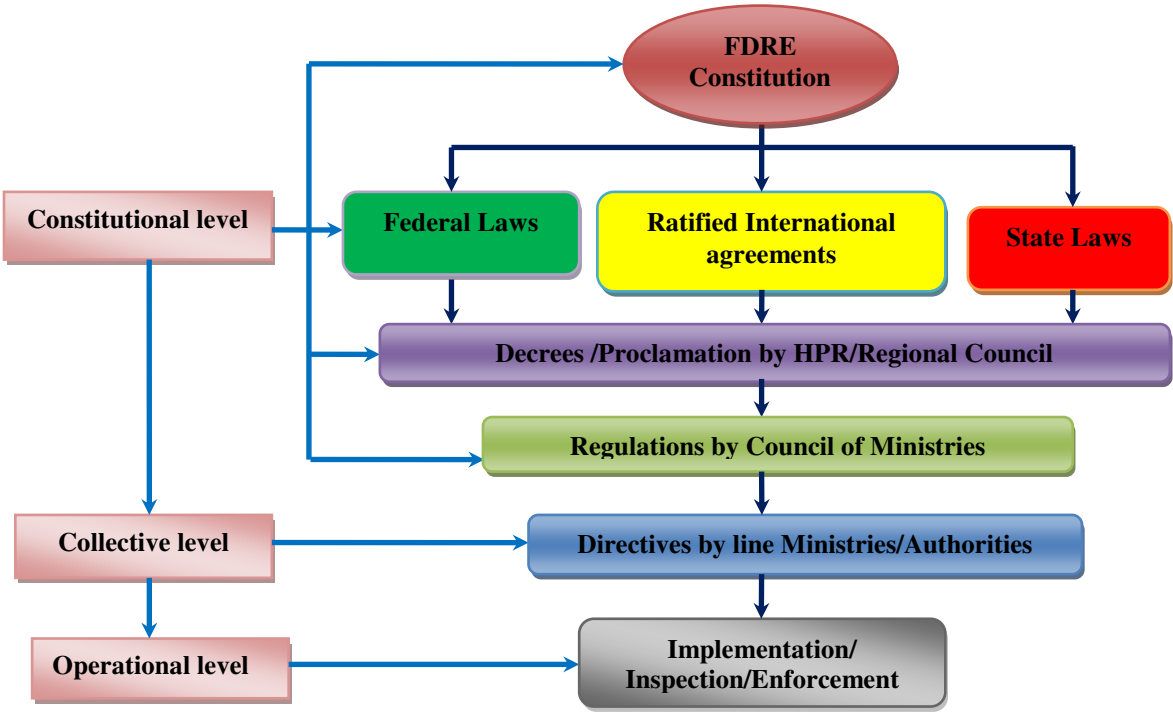 FDRE
Constitution
Constitutional level
Federal Laws
Ratified International
agreements
State Laws
Decrees /Proclamation by HPR/Regional Council
Regulations by Council of Ministries
Collective level
Directives by line Ministries/Authorities
Operational level
Implementation/
Inspection/Enforcement